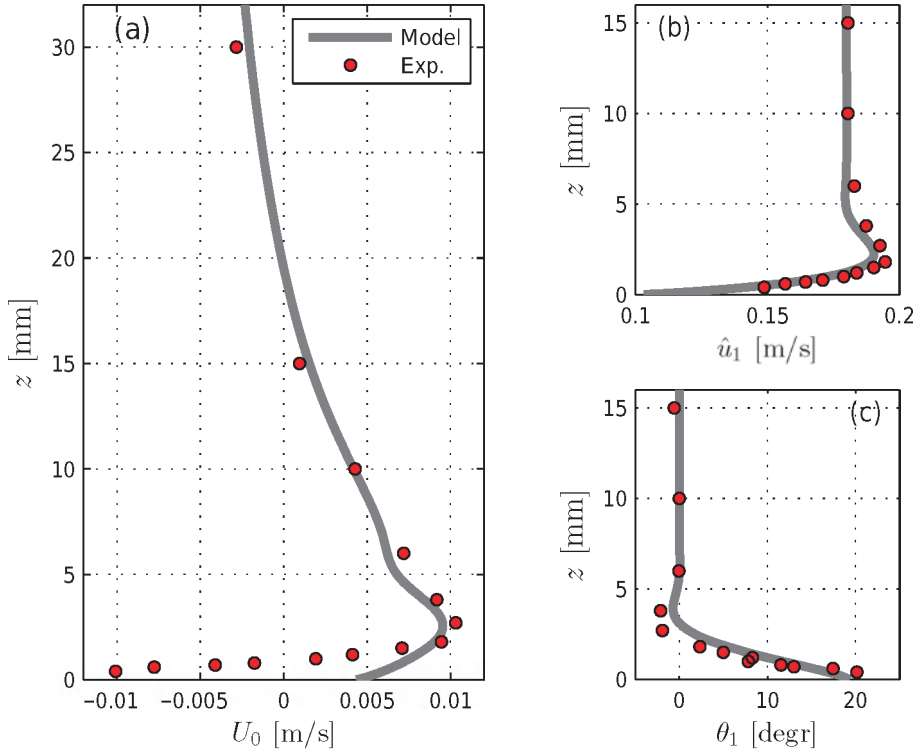 (a)
Model
Exp.
30
25
20
15
10
5
0
z [mm]
−0.01 −0.005 0 0.005 0.01
U₀ [m/s]
(b)
15
10
5
0
z [mm]
0.1 0.15 0.2
û₁ [m/s]
(c)
15
10
5
0
z [mm]
0 5 10 15 20
θ₁ [degr]